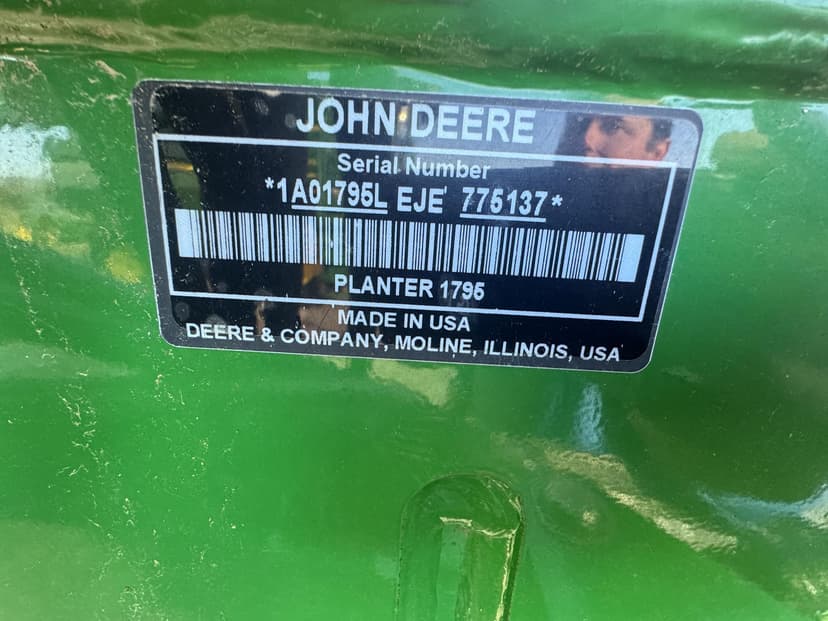 JOHN DEERE
Serial Number
*1A01795L EJE 775137*
PLANTER 1795
MADE IN USA
DEERE & COMPANY, MOLINE, ILLINOIS, USA